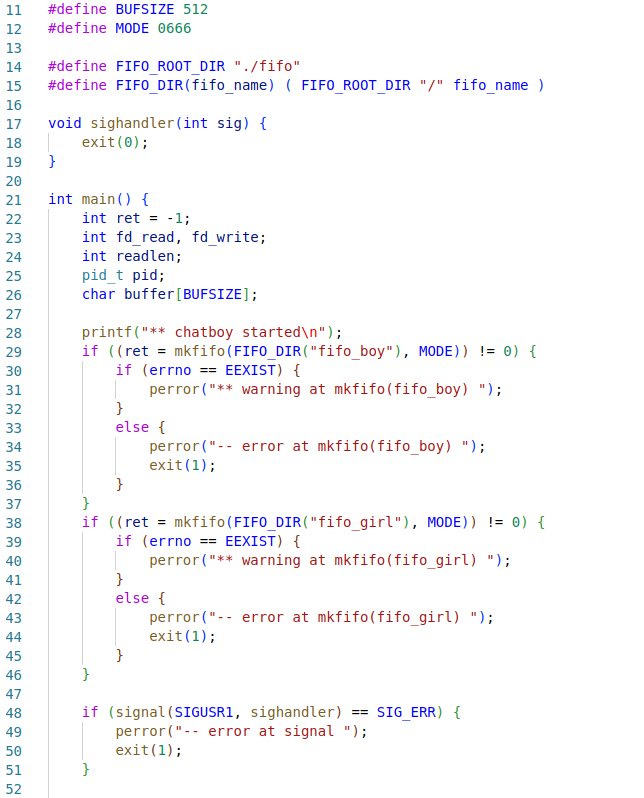 11 #define BUFSIZE 512
12 #define MODE 0666
13
14 #define FIFO_ROOT_DIR "./fifo"
15 #define FIFO_DIR(fifo_name) ( FIFO_ROOT_DIR "/" fifo_name )
16
17 void sighandler(int sig) {
18     exit(0);
19 }
20
21 int main() {
22     int ret = -1;
23     int fd_read, fd_write;
24     int readlen;
25     pid_t pid;
26     char buffer[BUFSIZE];
27
28     printf("** chatboy started\n");
29     if ((ret = mkfifo(FIFO_DIR("fifo_boy"), MODE)) != 0) {
30         if (errno == EEXIST) {
31             perror("** warning at mkfifo(fifo_boy) ");
32         }
33         else {
34             perror("-- error at mkfifo(fifo_boy) ");
35             exit(1);
36         }
37     }
38     if ((ret = mkfifo(FIFO_DIR("fifo_girl"), MODE)) != 0) {
39         if (errno == EEXIST) {
40             perror("** warning at mkfifo(fifo_girl) ");
41         }
42         else {
43             perror("-- error at mkfifo(fifo_girl) ");
44             exit(1);
45         }
46     }
47
48     if (signal(SIGUSR1, sighandler) == SIG_ERR) {
49         perror("-- error at signal ");
50         exit(1);
51     }
52